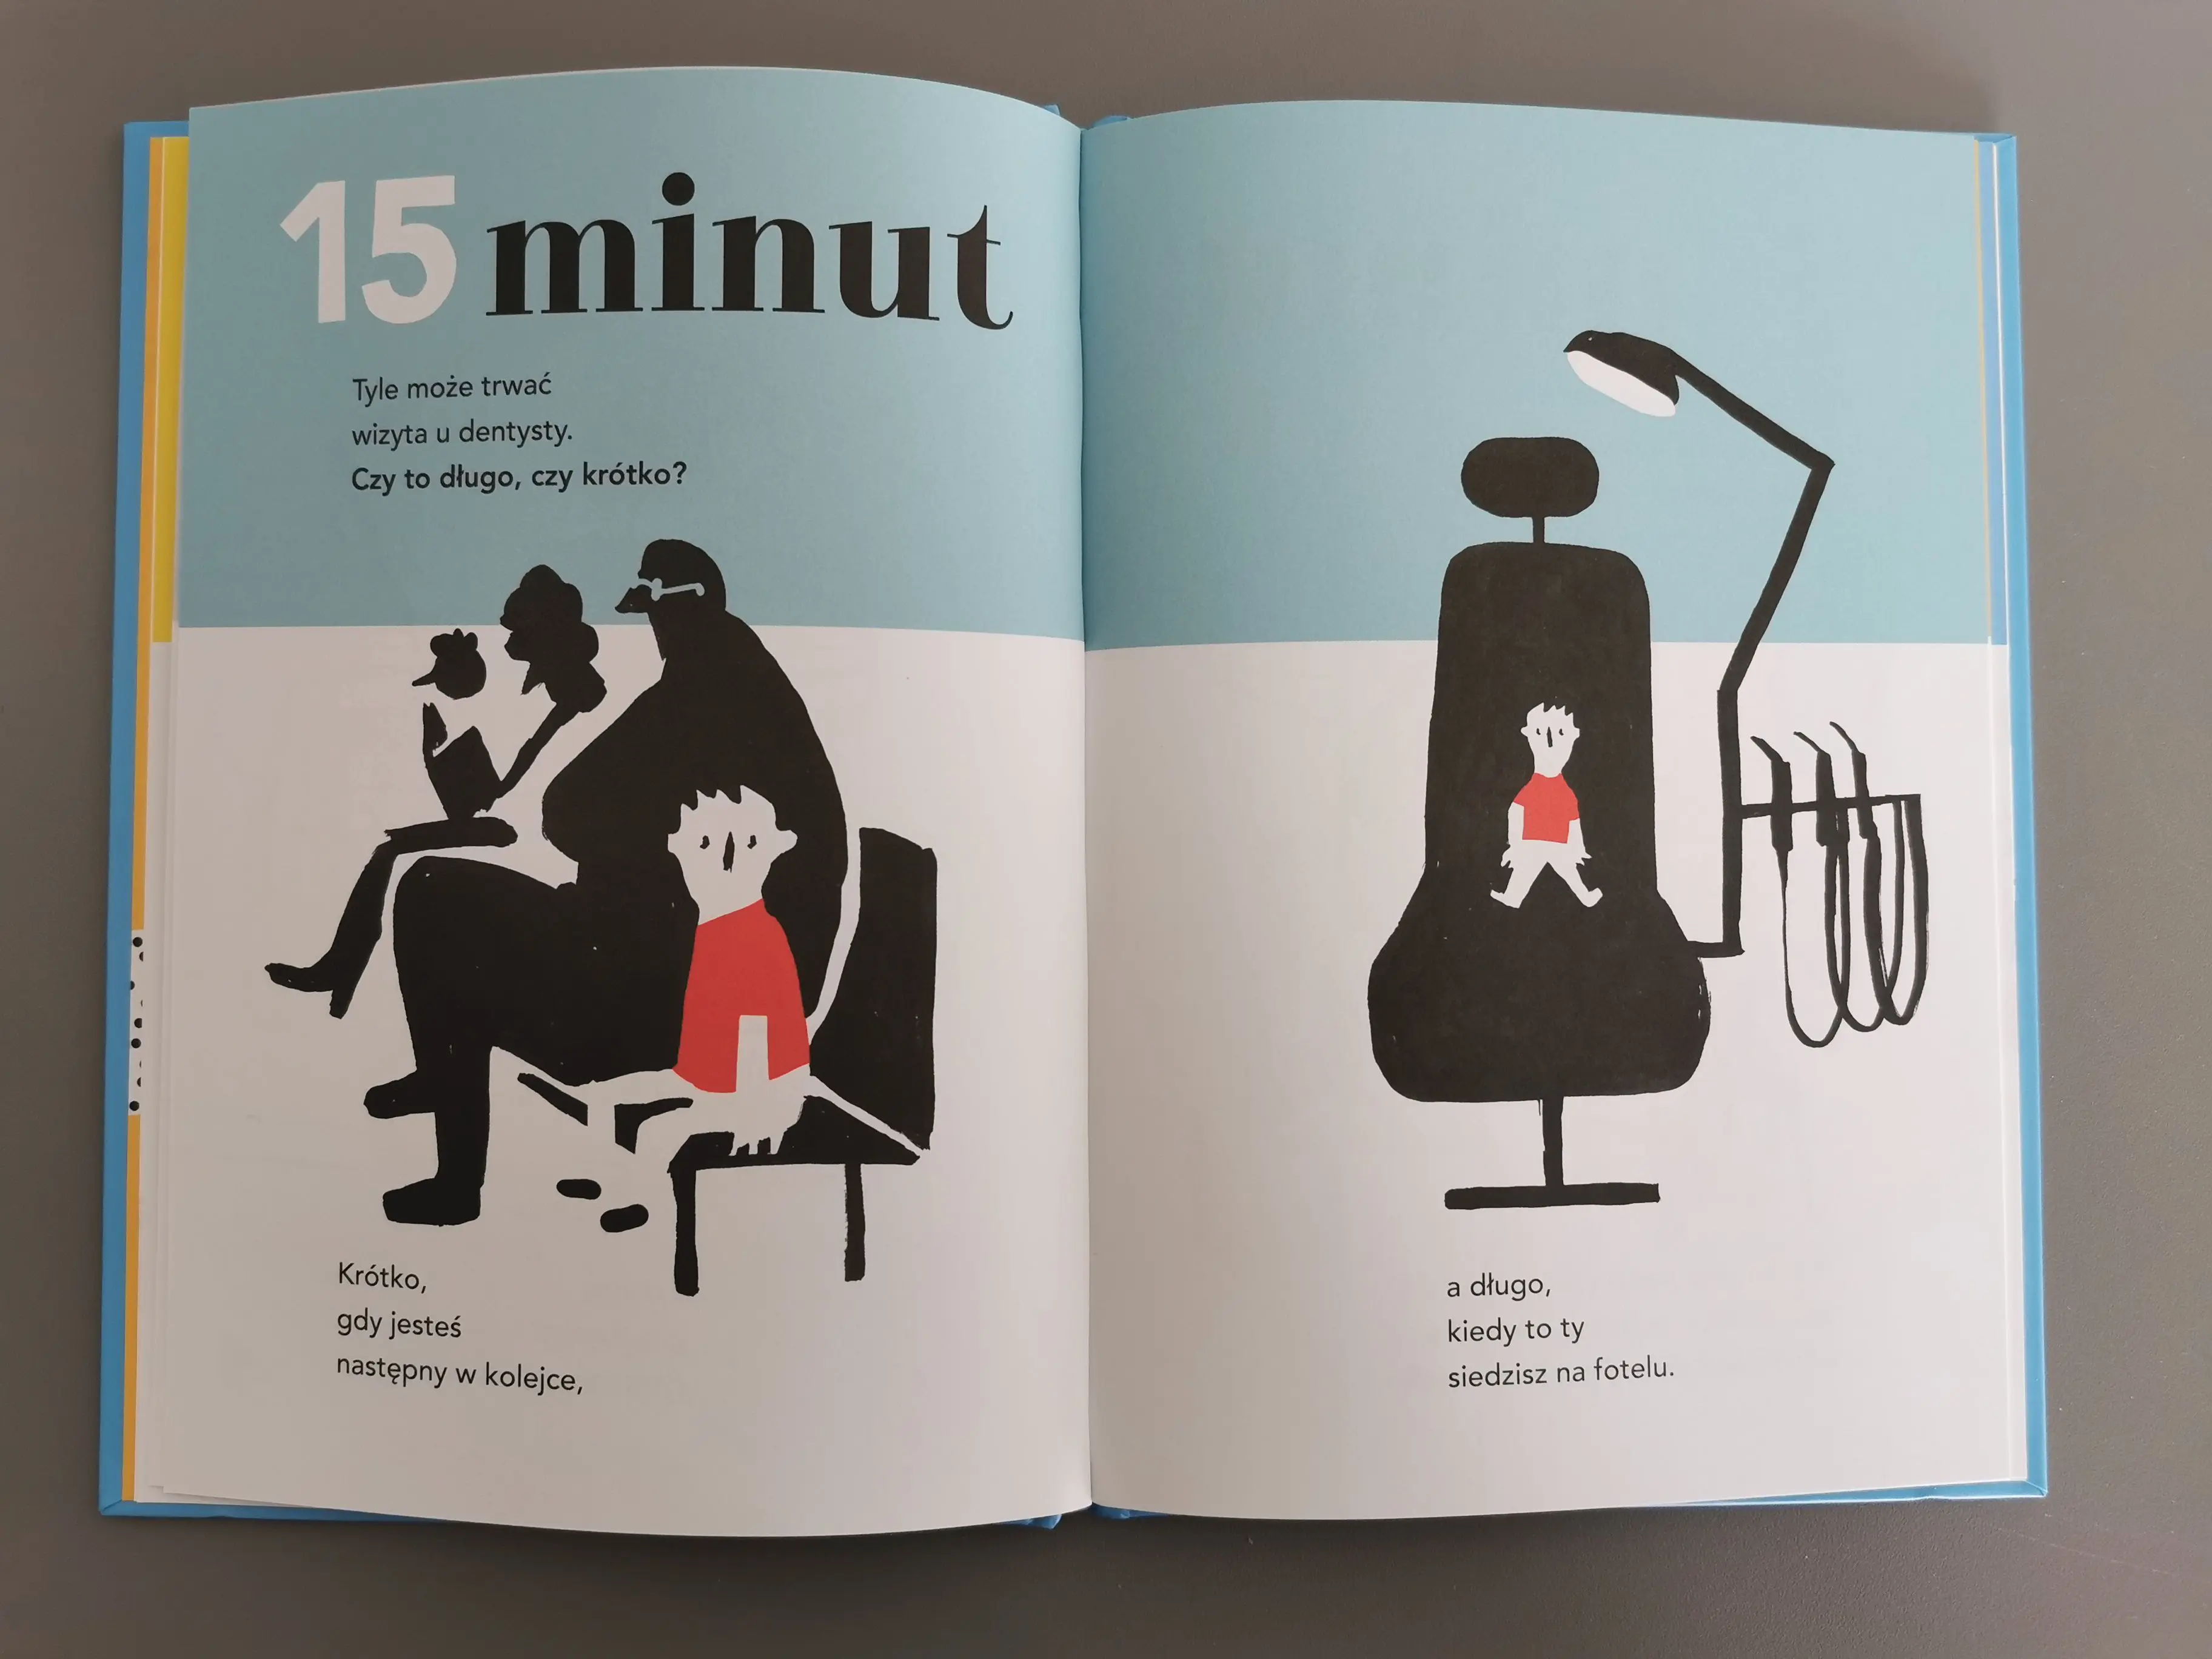 15 minut
Tyle może trwać
wizyta u dentysty.
Czy to długo, czy krótko?
Krótko,
gdy jesteś
następny w kolejce,
a długo,
kiedy to ty
siedzisz na fotelu.